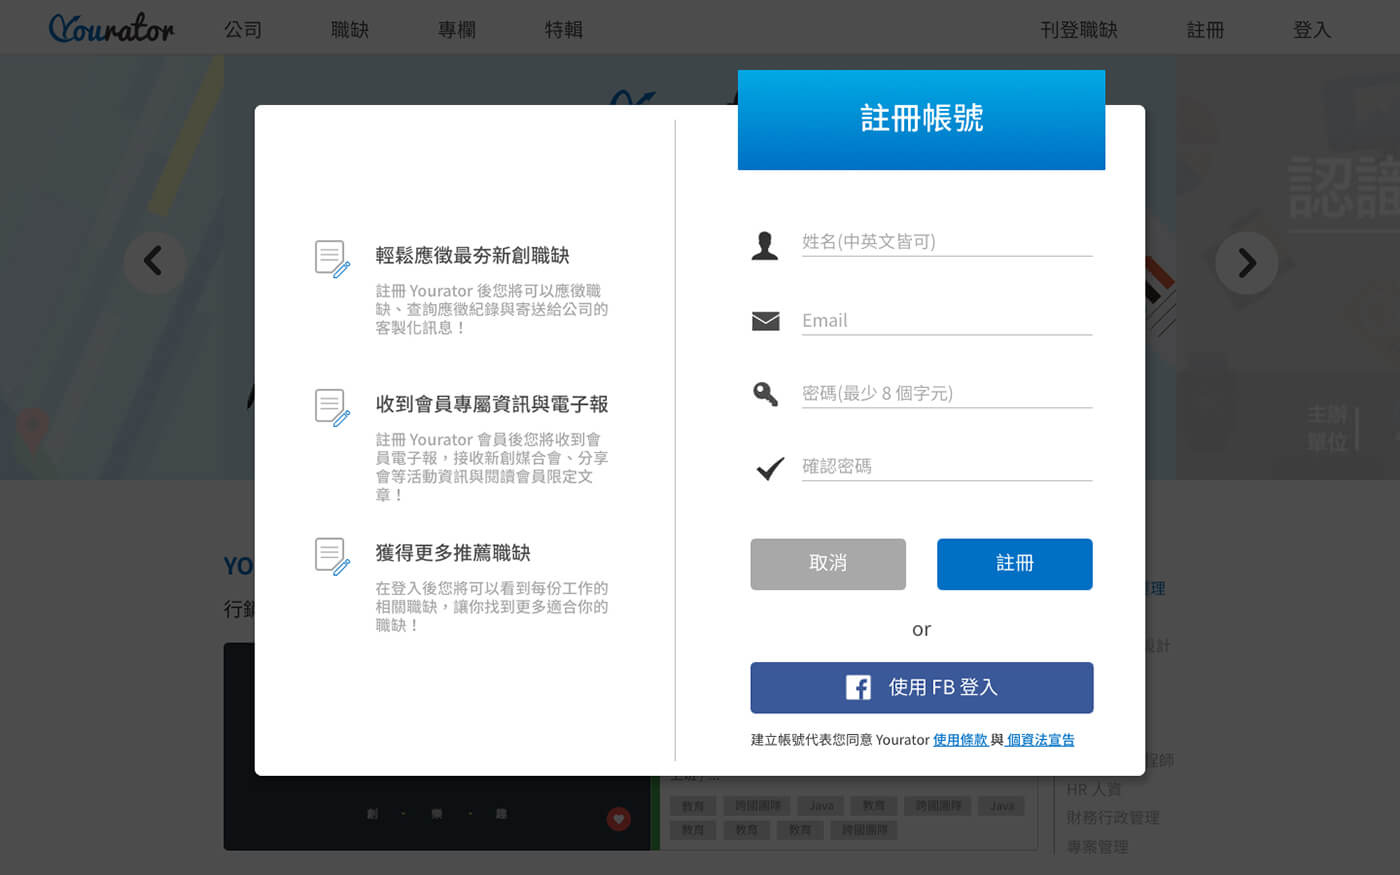 Yourator
公司
職缺
專欄
特輯
刊登職缺
註冊
登入
註冊帳號
輕鬆應徵最夯新創職缺
註冊 Yourator 後您將可以應徵職
缺、查詢應徵紀錄與寄送給公司的
客製化訊息！
收到會員專屬資訊與電子報
註冊 Yourator 會員後您將收到會
員電子報，接收新創媒合會、分享
會等活動資訊與閱讀會員限定文
章！
獲得更多推薦職缺
在登入後您將可以看到每份工作的
相關職缺，讓你找到更多適合你的
職缺！
姓名(中英文皆可)
Email
密碼(最少 8 個字元)
確認密碼
取消
註冊
or
使用 FB 登入
建立帳號代表您同意 Yourator 使用條款 與 個資法宣告
認識
主辦
單位
YO
行銷
理
設計
程師
HR 人資
財務行政管理
專案管理
創 · 樂 · 趣
教育 跨國團隊 Java 教育 跨國團隊 Java
教育 教育 教育 跨國團隊